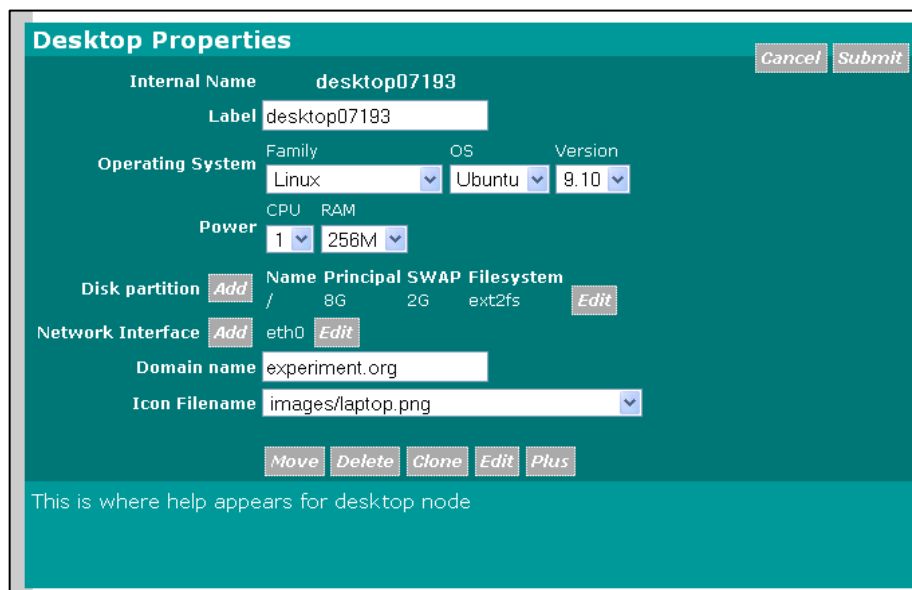 Desktop Properties
Cancel Submit
Internal Name desktop07193
Label desktop07193
Family OS Version
Operating System Linux Ubuntu 9.10
CPU RAM
Power 1 256M
Name Principal SWAP Filesystem
Disk partition Add / 8G 2G ext2fs Edit
Network Interface Add eth0 Edit
Domain name experiment.org
Icon Filename images/laptop.png
Move Delete Clone Edit Plus
This is where help appears for desktop node